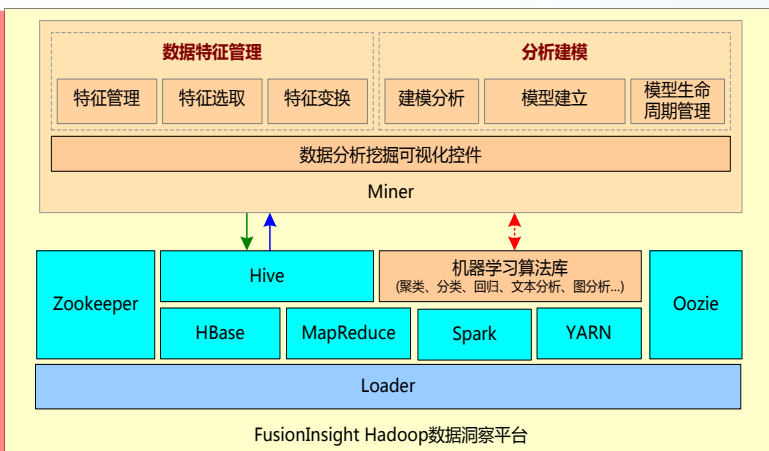 数据特征管理
分析建模
特征管理
特征选取
特征变换
建模分析
模型建立
模型生命
周期管理
数据分析挖掘可视化控件
Miner
Zookeeper
Hive
机器学习算法库
(聚类、分类、回归、文本分析、图分析...)
Oozie
HBase
MapReduce
Spark
YARN
Loader
FusionInsight Hadoop数据洞察平台